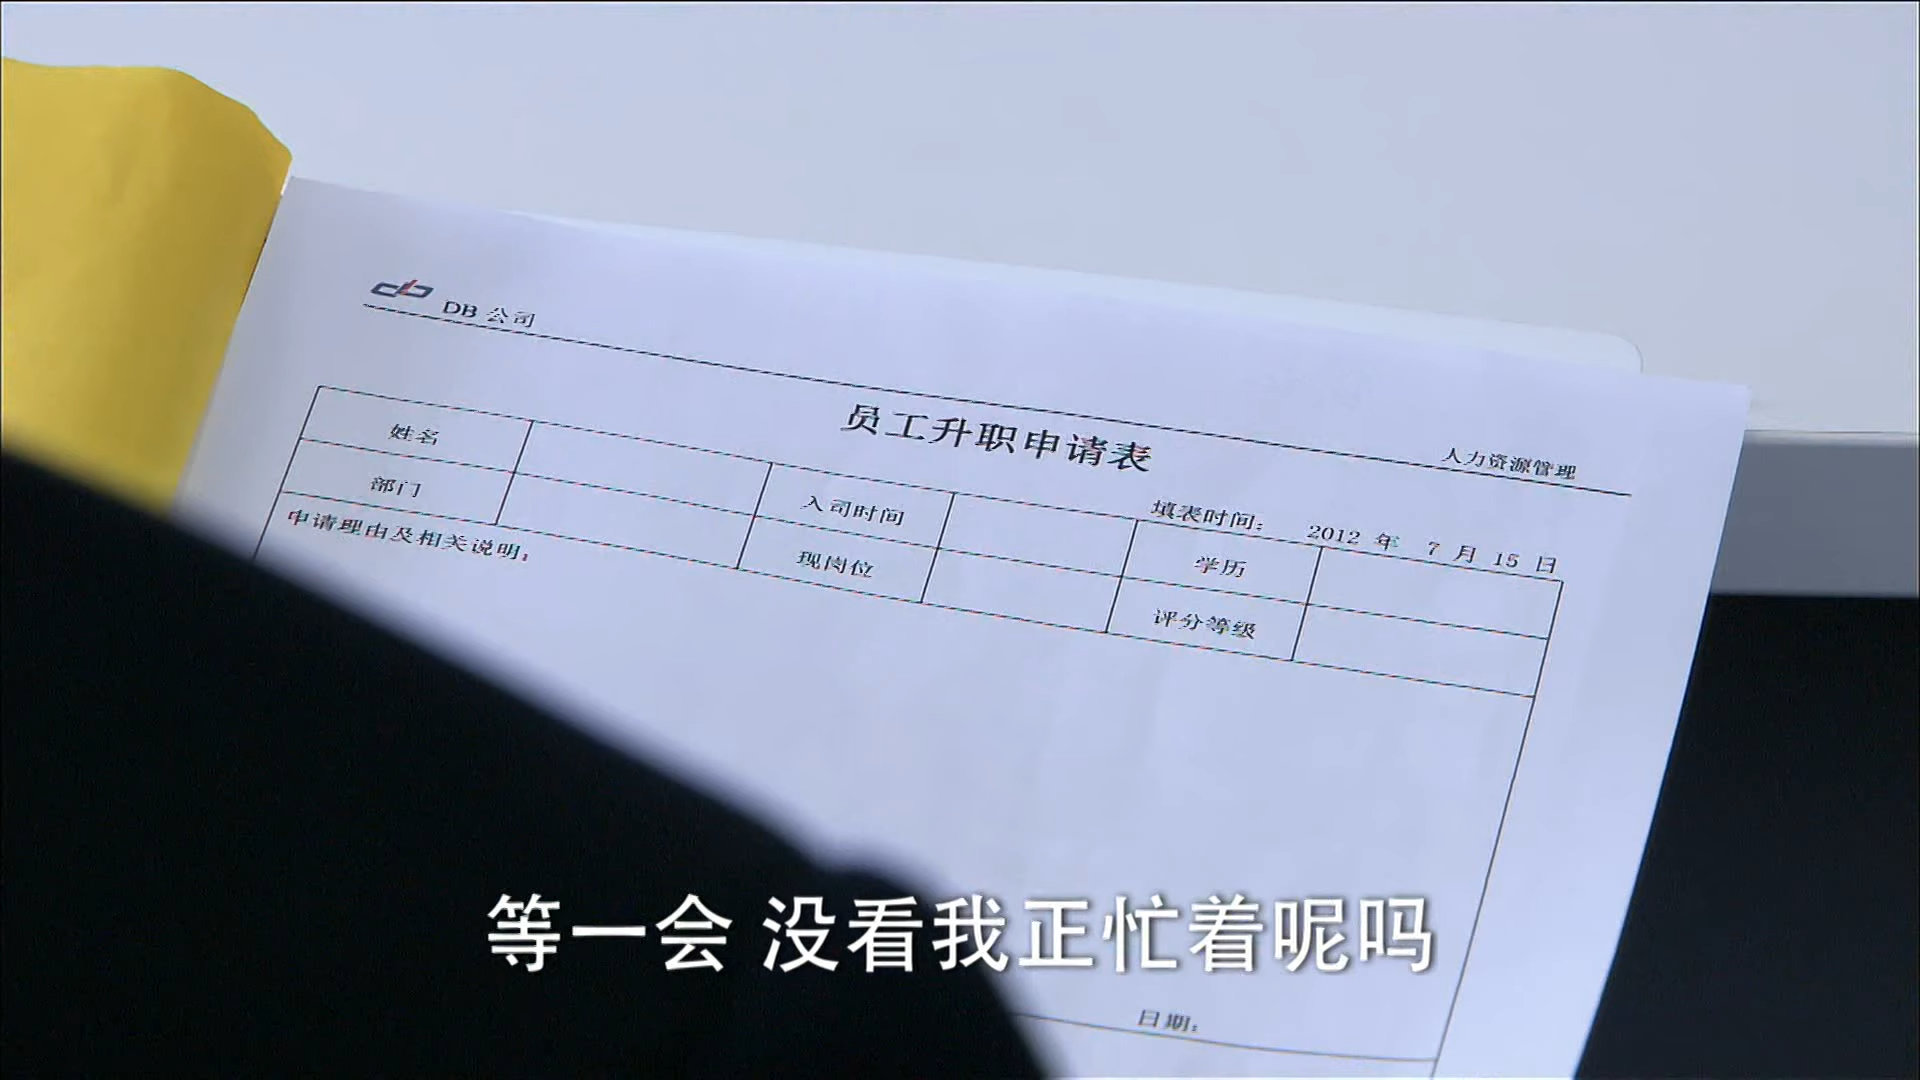 DB 公司
人力资源管理
员工升职申请表
填表时间: 2012 年 7 月 15 日
姓名 入司时间 学历
部门 现岗位 评分等级
申请理由及相关说明:
日期:
等一会 没看我正忙着呢吗